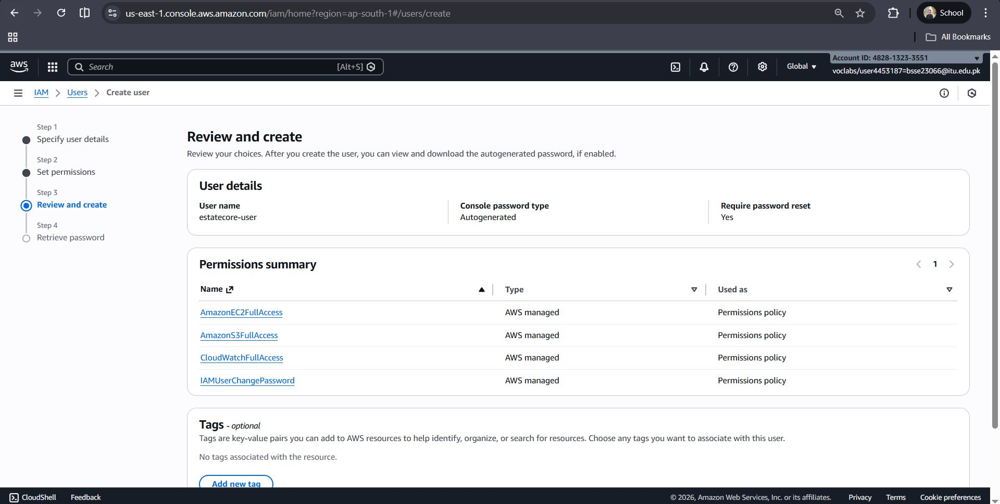 us-east-1.console.aws.amazon.com/iam/home?region=ap-south-1#/users/create
School
All Bookmarks
aws
Search
[Alt+S]
Global
Account ID: 4828-1323-3551
voclabs/user4453187=bsse23066@itu.edu.pk
IAM
Users
Create user
Step 1
Specify user details
Step 2
Set permissions
Step 3
Review and create
Step 4
Retrieve password
Review and create
Review your choices. After you create the user, you can view and download the autogenerated password, if enabled.
User details
User name
estatecore-user
Console password type
Autogenerated
Require password reset
Yes
Permissions summary
1
Name Type Used as
AmazonEC2FullAccess AWS managed Permissions policy
AmazonS3FullAccess AWS managed Permissions policy
CloudWatchFullAccess AWS managed Permissions policy
IAMUserChangePassword AWS managed Permissions policy
Tags - optional
Tags are key-value pairs you can add to AWS resources to help identify, organize, or search for resources. Choose any tags you want to associate with this user.
No tags associated with the resource.
Add new tag
CloudShell Feedback © 2026, Amazon Web Services, Inc. or its affiliates. Privacy Terms Cookie preferences